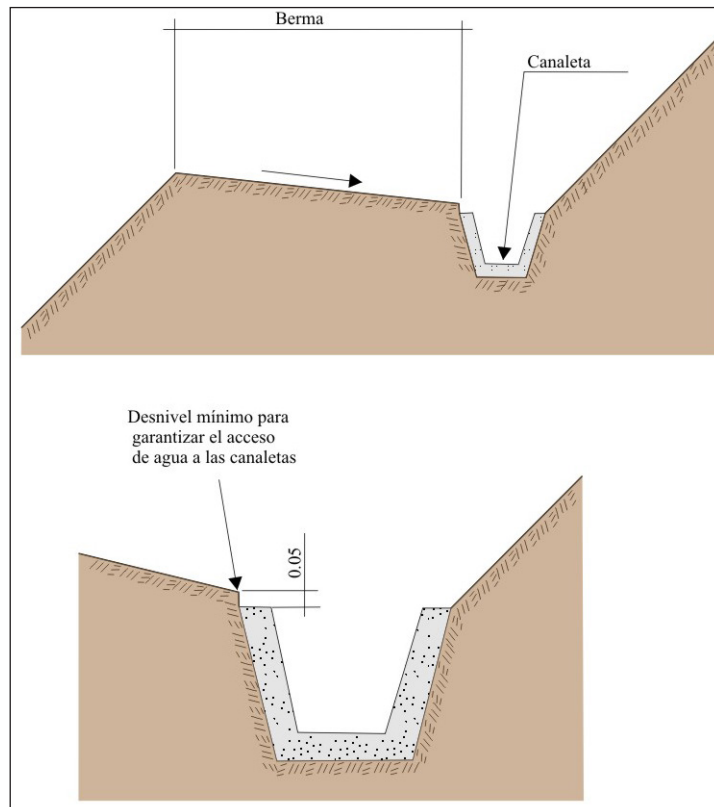 Berma
Canaleta
Desnivel mínimo para
garantizar el acceso
de agua a las canaletas
0.05